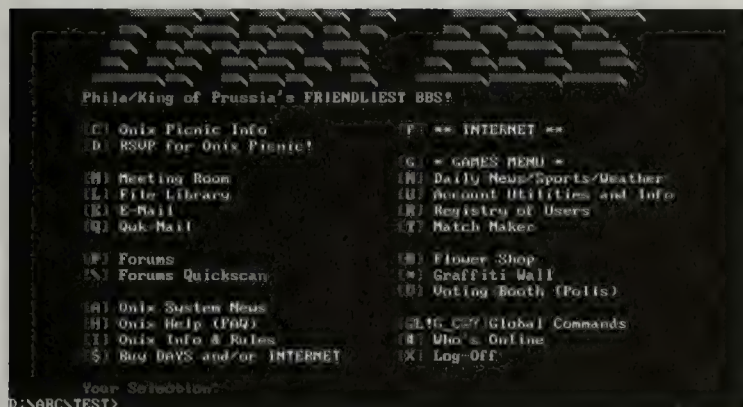 Phila/King of Prussia's FRIENDLIEST BBS!
[C] Onix Picnic Info
[D] RSVP for Onix Picnic!
[M] Meeting Room
[L] File Library
[E] E-Mail
[Q] Qwk-Mail
Forums
Forums Quickscan
[A] Onix System News
[H] Onix Help (FAQ)
[I] Onix Info & Rules
[$] Buy DAYS and/or INTERNET
** INTERNET **
[G] * GAMES MENU *
[N] Daily News/Sports/Weather
[U] Account Utilities and Info
[R] Registry of Users
[T] Match Maker
Flower Shop
[*] Graffiti Wall
Voting Booth (Polls)
Global Commands
[#] Who's Online
[X] Log-Off
Your Selection:
D:\ARC\TEST>